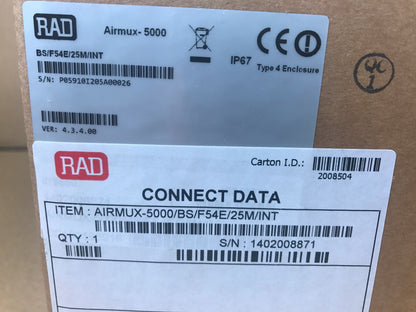 RAD Airmux- 5000
BS/F54E/25M/INT
IP67 Type 4 Enclosure
S/N: P05910I205A00026
VER: 4.3.4.00
RAD
Carton I.D.:
2008504
CONNECT DATA
ITEM : AIRMUX-5000/BS/F54E/25M/INT
QTY : 1
S/N : 1402008871